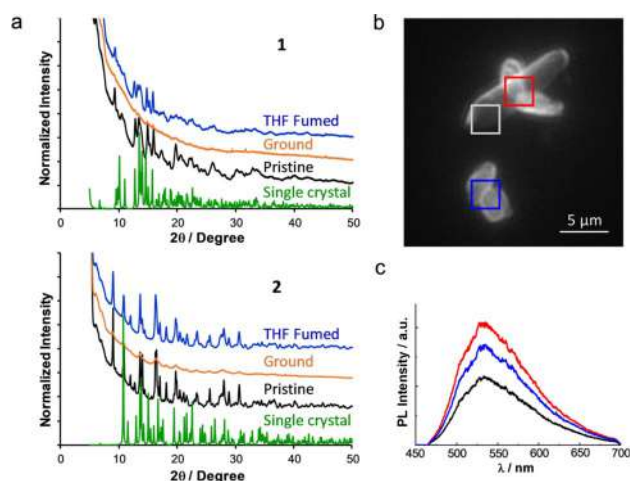 a
1
Normalized Intensity
THF Fumed
Ground
Pristine
Single crystal
0 10 20 30 40 50
2θ / Degree
2
Normalized Intensity
THF Fumed
Ground
Pristine
Single crystal
0 10 20 30 40 50
2θ / Degree
b
5 μm
c
PL Intensity / a.u.
450 500 550 600 650 700
λ / nm